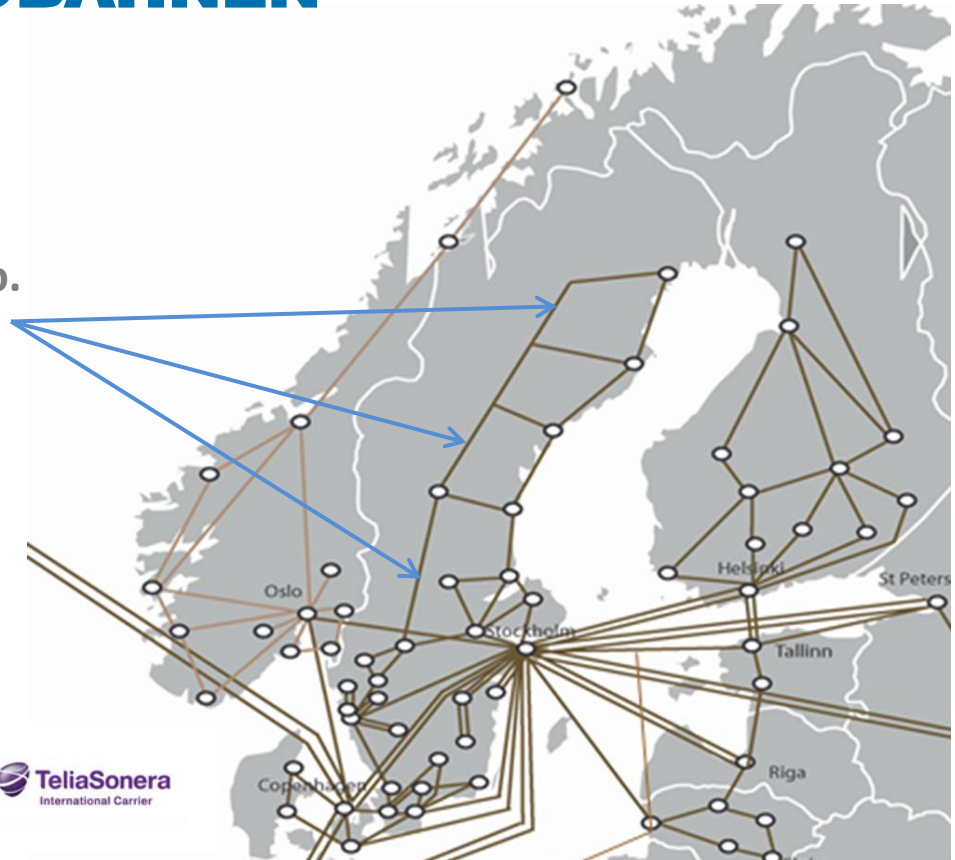 Oslo
Helsinki
St Peters
Stockholm
Tallinn
Copenhagen
Riga
TeliaSonera
International Carrier